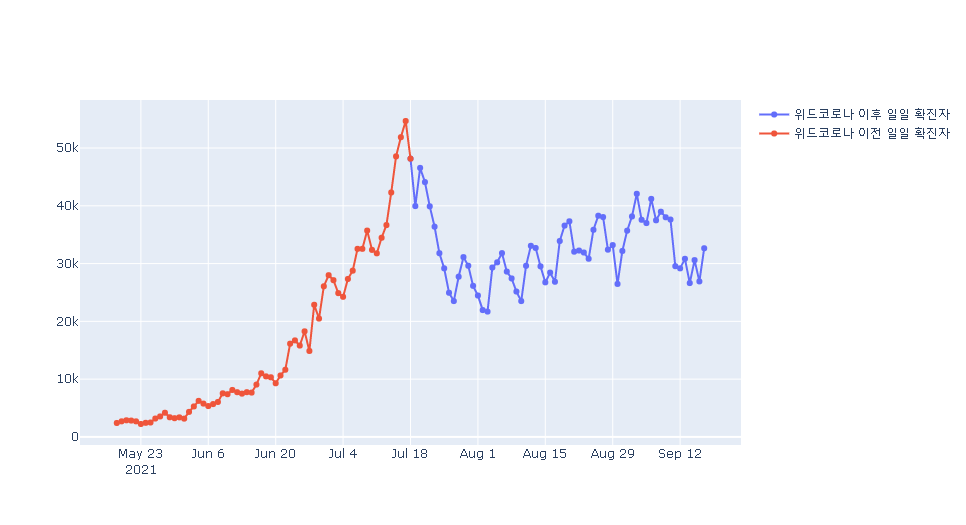 위드코로나 이후 일일 확진자
위드코로나 이전 일일 확진자
50k
40k
30k
20k
10k
0
May 23
2021
Jun 6
Jun 20
Jul 4
Jul 18
Aug 1
Aug 15
Aug 29
Sep 12